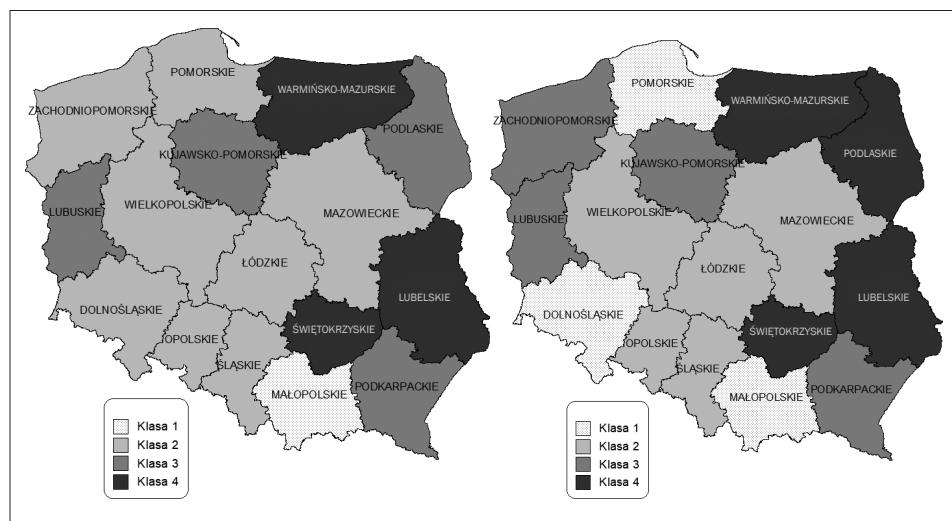 POMORSKIE
WARMIŃSKO-MAZURSKIE
ZACHODNIOPOMORSKIE
PODLASKIE
KUJAWSKO-POMORSKIE
LUBUSKIE
WIELKOPOLSKIE
MAZOWIECKIE
ŁÓDZKIE
LUBELSKIE
DOLNOŚLĄSKIE
ŚWIĘTOKRZYSKIE
OPOLSKIE
ŚLĄSKIE
PODKARPACKIE
MAŁOPOLSKIE
Klasa 1
Klasa 2
Klasa 3
Klasa 4
POMORSKIE
WARMIŃSKO-MAZURSKIE
ZACHODNIOPOMORSKIE
PODLASKIE
KUJAWSKO-POMORSKIE
LUBUSKIE
WIELKOPOLSKIE
MAZOWIECKIE
ŁÓDZKIE
LUBELSKIE
DOLNOŚLĄSKIE
ŚWIĘTOKRZYSKIE
OPOLSKIE
ŚLĄSKIE
PODKARPACKIE
MAŁOPOLSKIE
Klasa 1
Klasa 2
Klasa 3
Klasa 4